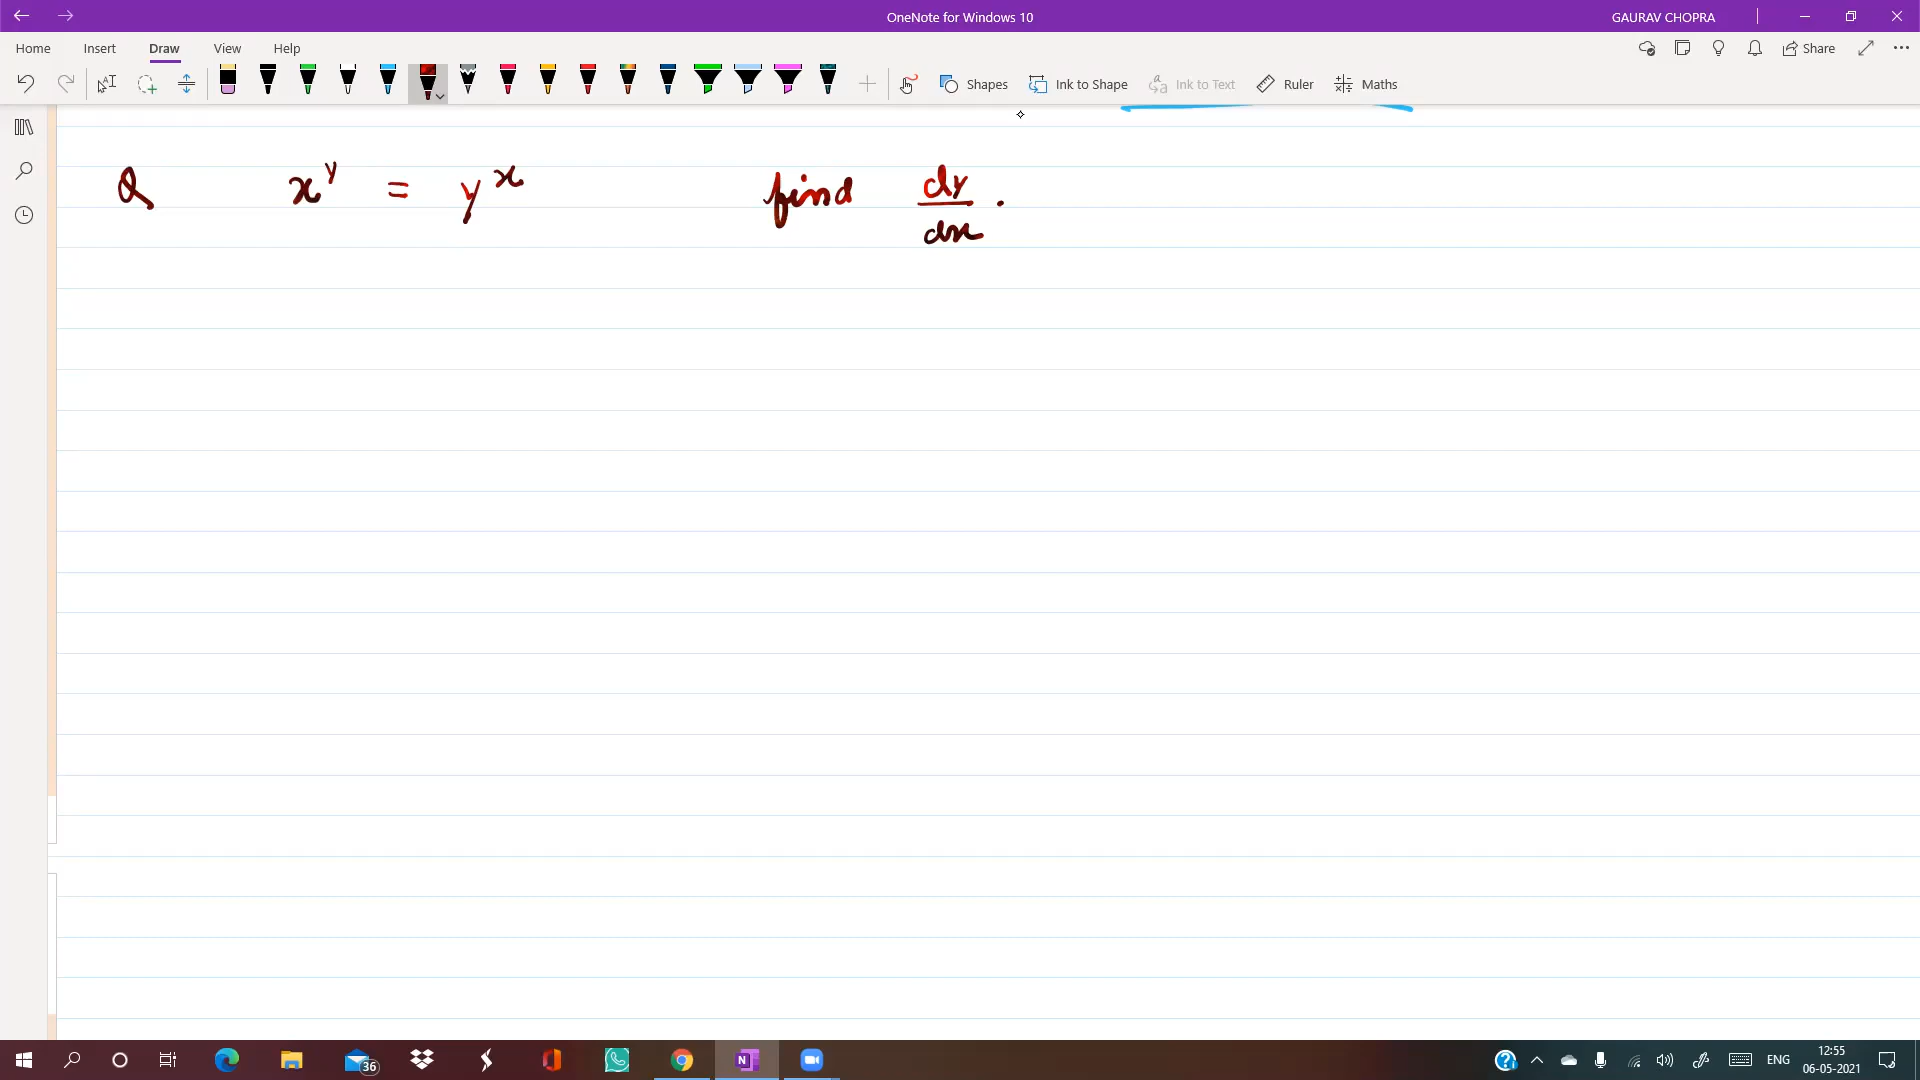 OneNote for Windows 10
GAURAV CHOPRA
Home Insert Draw View Help
Share
Shapes Ink to Shape Ink to Text Ruler Maths
Q x^y = y^x find dy/dx .
36
ENG
12:55
06-05-2021